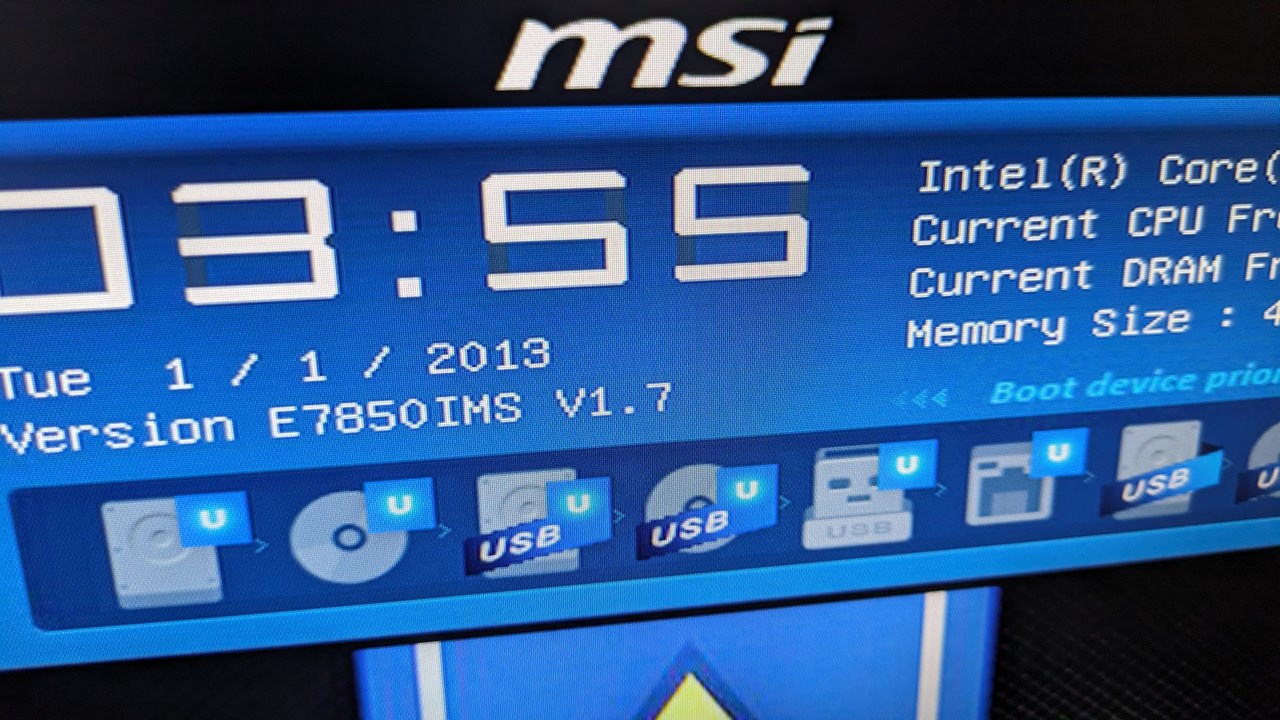 msi
03:55
Intel(R) Core(
Current CPU Fr
Current DRAM Fr
Memory Size : 4
Tue 1 / 1 / 2013
Version E7850IMS V1.7
Boot device prior
U
U
U
USB
U
USB
U
USB
U
USB
U